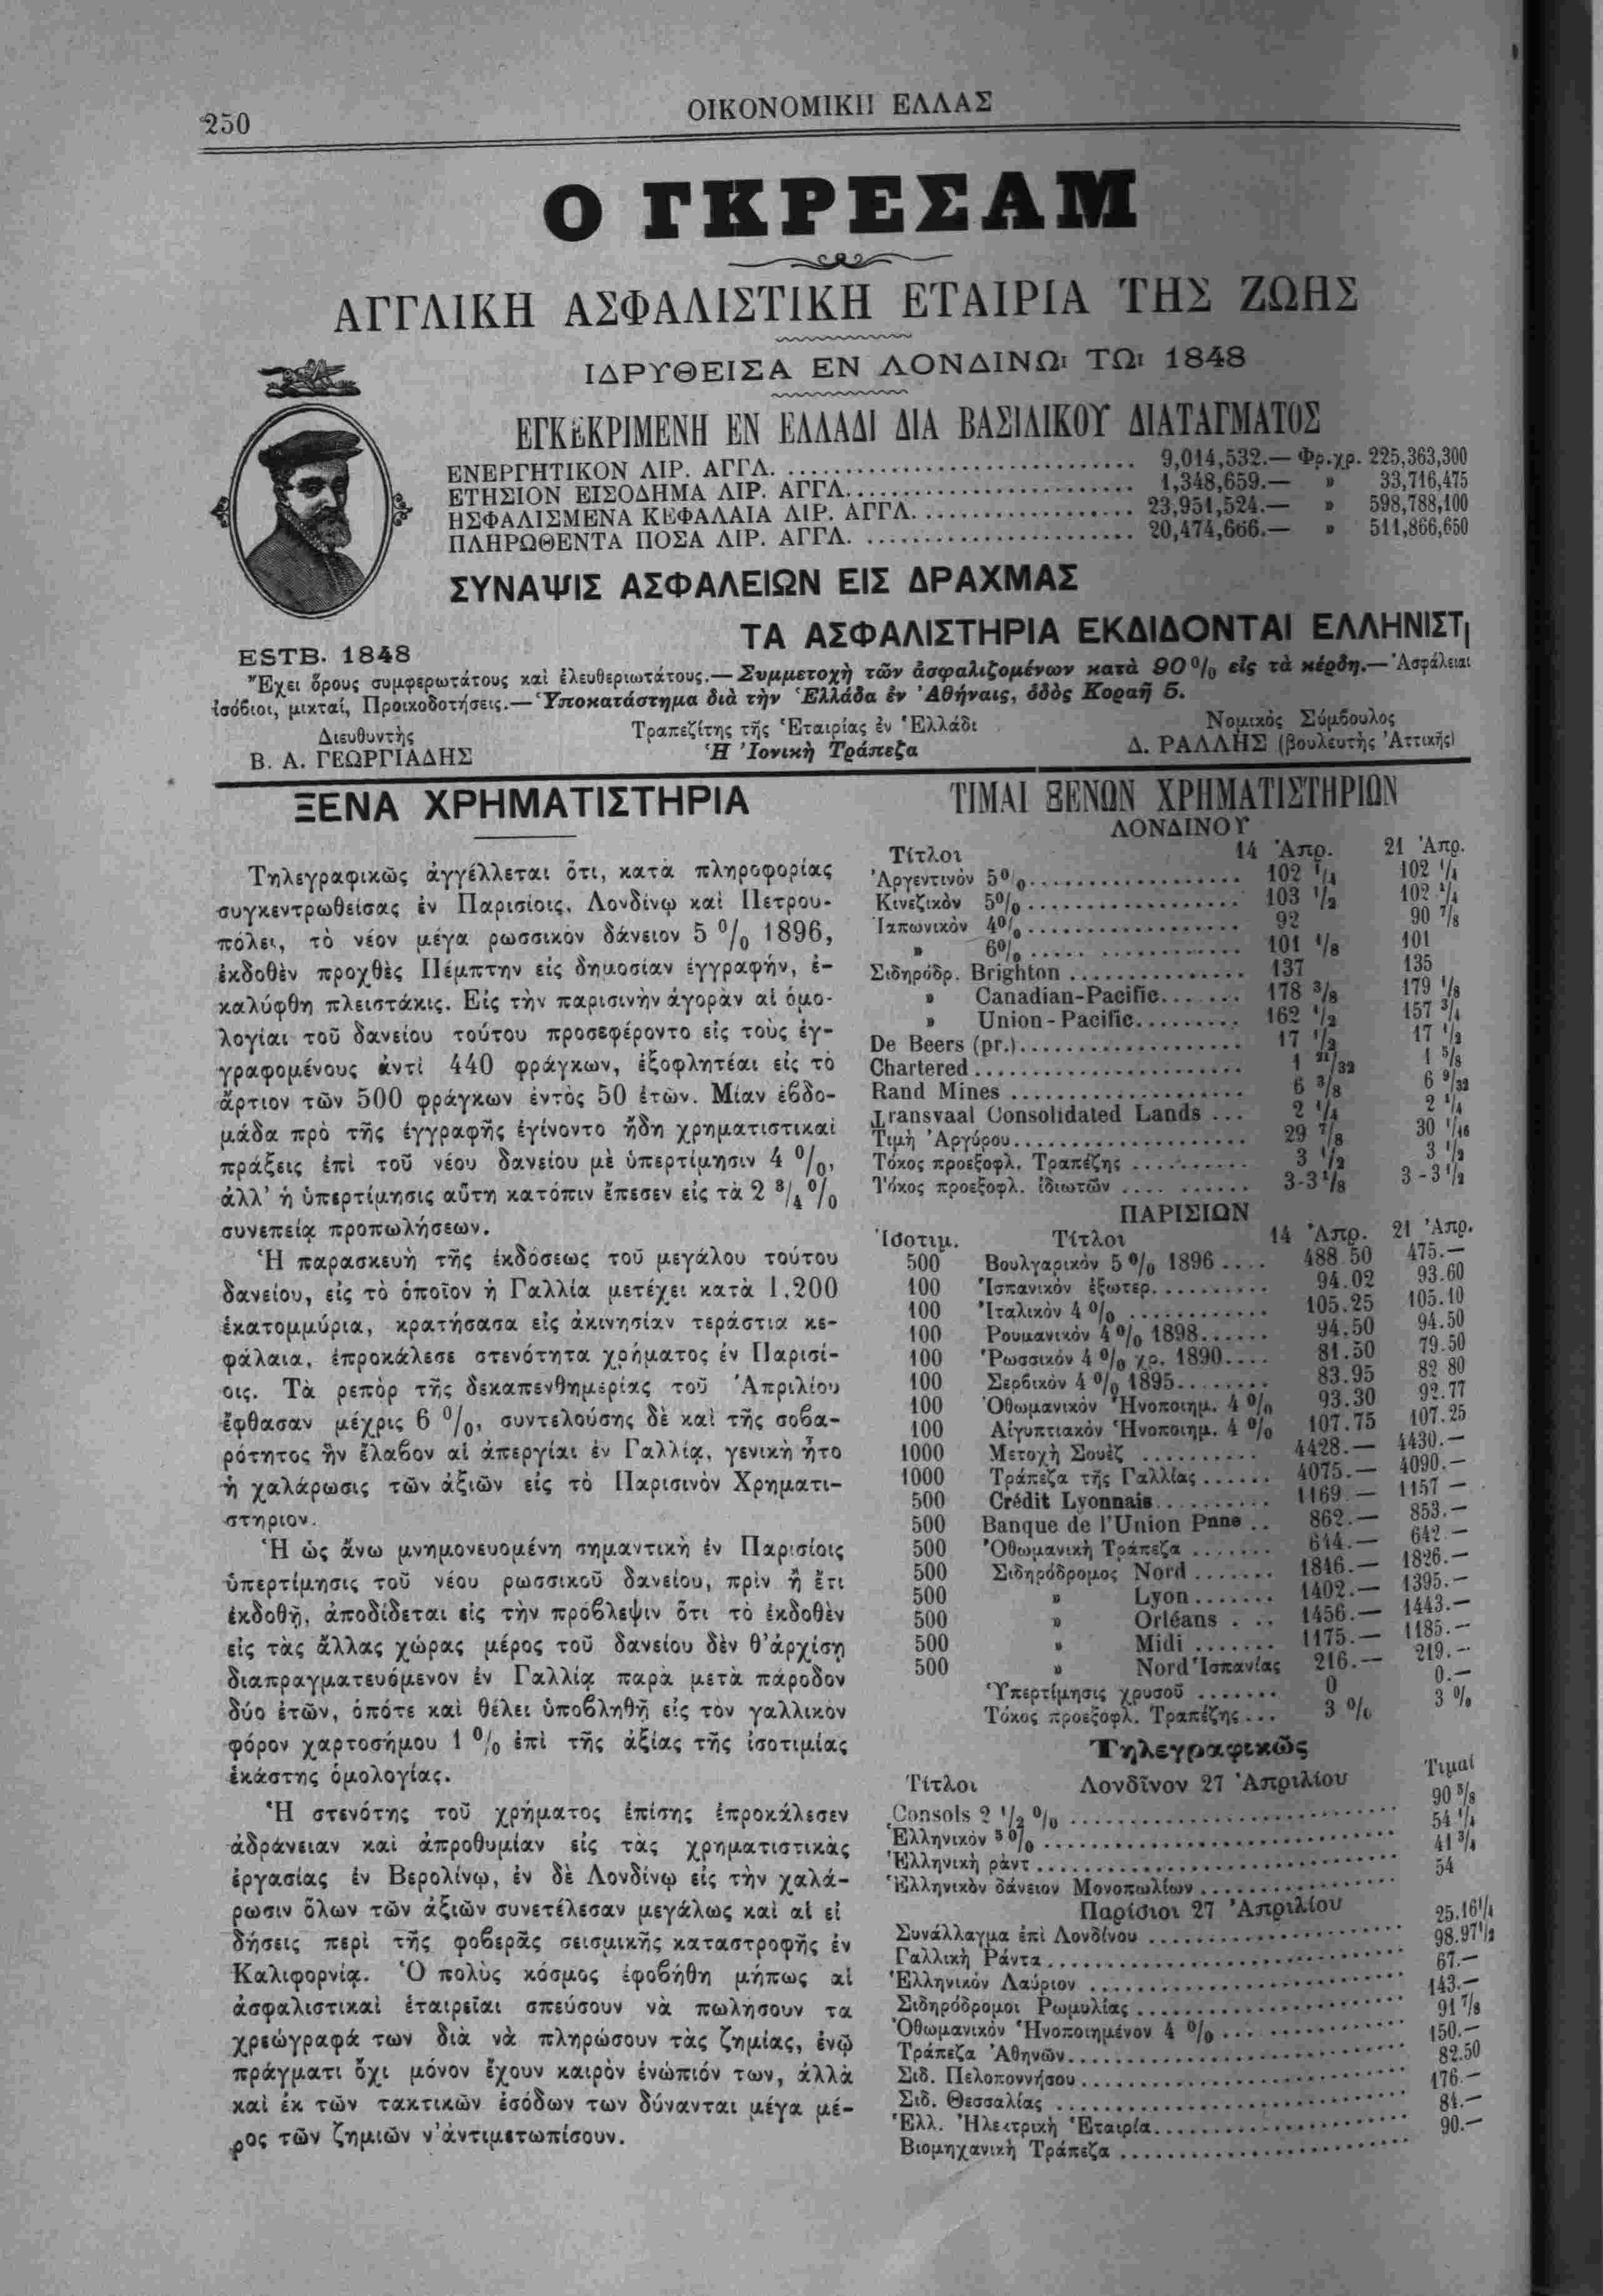 250
ΟΙΚΟΝΟΜΙΚΗ ΕΛΛΑΣ
Ο ΓΚΡΕΣΑΜ
ΑΓΓΛΙΚΗ ΑΣΦΑΛΙΣΤΙΚΗ ΕΤΑΙΡΙΑ ΤΗΣ ΖΩΗΣ
ΙΔΡΥΘΕΙΣΑ ΕΝ ΛΟΝΔΙΝΩι ΤΩι 1848
ΕΓΚΕΚΡΙΜΕΝΗ ΕΝ ΕΛΛΑΔΙ ΔΙΑ ΒΑΣΙΛΙΚΟΥ ΔΙΑΤΑΓΜΑΤΟΣ
ΕΝΕΡΓΗΤΙΚΟΝ ΛΙΡ. ΑΓΓΛ. 9,014,532.— Φρ.χρ. 225,363,300
ΕΤΗΣΙΟΝ ΕΙΣΟΔΗΜΑ ΛΙΡ. ΑΓΓΛ. 1,348,659.— » 33,716,475
ΗΣΦΑΛΙΣΜΕΝΑ ΚΕΦΑΛΑΙΑ ΛΙΡ. ΑΓΓΛ. 23,951,524.— » 598,788,100
ΠΛΗΡΩΘΕΝΤΑ ΠΟΣΑ ΛΙΡ. ΑΓΓΛ. 20,474,666.— » 511,866,650
ΣΥΝΑΨΙΣ ΑΣΦΑΛΕΙΩΝ ΕΙΣ ΔΡΑΧΜΑΣ
ΤΑ ΑΣΦΑΛΙΣΤΗΡΙΑ ΕΚΔΙΔΟΝΤΑΙ ΕΛΛΗΝΙΣΤι
ESTB. 1848
Ἔχει ὅρους συμφερωτάτους καὶ ἐλευθεριωτάτους.— Συμμετοχὴ τῶν ἀσφαλιζομένων κατὰ 90 % εἰς τὰ κέρδη.— Ἀσφάλειαι
ἰσόβιοι, μικταί, Προικοδοτήσεις.— Ὑποκατάστημα διὰ τὴν Ἑλλάδα ἐν Ἀθήναις, ὁδὸς Κοραῆ 5.
Διευθυντὴς
Β. Α. ΓΕΩΡΓΙΑΔΗΣ
Τραπεζίτης τῆς Ἑταιρίας ἐν Ἑλλάδι
Ἡ Ἰονικὴ Τράπεζα
Νομικὸς Σύμβουλος
Δ. ΡΑΛΛΗΣ (βουλευτὴς Ἀττικῆς)
ΞΕΝΑ ΧΡΗΜΑΤΙΣΤΗΡΙΑ
Τηλεγραφικῶς ἀγγέλλεται ὅτι, κατὰ πληροφορίας
συγκεντρωθείσας ἐν Παρισίοις, Λονδίνῳ καὶ Πετρου-
πόλει, τὸ νέον μέγα ρωσσικὸν δάνειον 5 % 1896,
ἐκδοθὲν προχθὲς Πέμπτην εἰς δημοσίαν ἐγγραφήν, ἐ-
καλύφθη πλειστάκις. Εἰς τὴν παρισινὴν ἀγορὰν αἱ ὁμο-
λογίαι τοῦ δανείου τούτου προσεφέροντο εἰς τοὺς ἐγ-
γραφομένους ἀντὶ 440 φράγκων, ἐξοφλητέαι εἰς τὸ
ἄρτιον τῶν 500 φράγκων ἐντὸς 50 ἐτῶν. Μίαν ἑβδο-
μάδα πρὸ τῆς ἐγγραφῆς ἐγίνοντο ἤδη χρηματιστικαὶ
πράξεις ἐπὶ τοῦ νέου δανείου μὲ ὑπερτίμησιν 4 %,
ἀλλ' ἡ ὑπερτίμησις αὕτη κατόπιν ἔπεσεν εἰς τὰ 2 3/4 %
συνεπείᾳ προπωλήσεων.
Ἡ παρασκευὴ τῆς ἐκδόσεως τοῦ μεγάλου τούτου
δανείου, εἰς τὸ ὁποῖον ἡ Γαλλία μετέχει κατὰ 1.200
ἑκατομμύρια, κρατήσασα εἰς ἀκινησίαν τεράστια κε-
φάλαια, ἐπροκάλεσε στενότητα χρήματος ἐν Παρισί-
οις. Τὰ ρεπὸρ τῆς δεκαπενθημερίας τοῦ Ἀπριλίου
ἔφθασαν μέχρις 6 %, συντελούσης δὲ καὶ τῆς σοβα-
ρότητος ἣν ἔλαβον αἱ ἀπεργίαι ἐν Γαλλίᾳ, γενικὴ ἦτο
ἡ χαλάρωσις τῶν ἀξιῶν εἰς τὸ Παρισινὸν Χρηματι-
στήριον.
Ἡ ὡς ἄνω μνημονευομένη σημαντικὴ ἐν Παρισίοις
ὑπερτίμησις τοῦ νέου ρωσσικοῦ δανείου, πρὶν ἢ ἔτι
ἐκδοθῇ, ἀποδίδεται εἰς τὴν πρόβλεψιν ὅτι τὸ ἐκδοθὲν
εἰς τὰς ἄλλας χώρας μέρος τοῦ δανείου δὲν θ' ἀρχίσῃ
διαπραγματευόμενον ἐν Γαλλίᾳ παρὰ μετὰ πάροδον
δύο ἐτῶν, ὁπότε καὶ θέλει ὑποβληθῆ εἰς τὸν γαλλικὸν
φόρον χαρτοσήμου 1 % ἐπὶ τῆς ἀξίας τῆς ἰσοτιμίας
ἑκάστης ὁμολογίας.
Ἡ στενότης τοῦ χρήματος ἐπίσης ἐπροκάλεσεν
ἀδράνειαν καὶ ἀπροθυμίαν εἰς τὰς χρηματιστικὰς
ἐργασίας ἐν Βερολίνῳ, ἐν δὲ Λονδίνῳ εἰς τὴν χαλά-
ρωσιν ὅλων τῶν ἀξιῶν συνετέλεσαν μεγάλως καὶ αἱ εἰ
δήσεις περὶ τῆς φοβερᾶς σεισμικῆς καταστροφῆς ἐν
Καλιφορνίᾳ. Ὁ πολὺς κόσμος ἐφοβήθη μήπως αἱ
ἀσφαλιστικαὶ ἑταιρεῖαι σπεύσουν νὰ πωλήσουν τα
χρεώγραφά των διὰ νὰ πληρώσουν τὰς ζημίας, ἐνῷ
πράγματι ὄχι μόνον ἔχουν καιρὸν ἐνώπιόν των, ἀλλὰ
καὶ ἐκ τῶν τακτικῶν ἐσόδων των δύνανται μέγα μέ-
ρος τῶν ζημιῶν ν' ἀντιμετωπίσουν.
ΤΙΜΑΙ ΞΕΝΩΝ ΧΡΗΜΑΤΙΣΤΗΡΙΩΝ
ΛΟΝΔΙΝΟΥ
Τίτλοι 14 Ἀπρ. 21 Ἀπρ.
Ἀργεντινὸν 5% 102 1/4 102 1/4
Κινεζικὸν 5% 103 1/2 102 1/4
Ἰαπωνικὸν 4% 92 90 7/8
» 6% 101 1/8 101
Σιδηρόδρ. Brighton 137 135
» Canadian-Pacific 178 3/8 179 1/8
» Union-Pacific 162 1/2 157 3/4
De Beers (pr.) 17 1/2 17 1/2
Chartered 1 21/32 1 5/8
Rand Mines 6 3/8 6 9/32
Transvaal Consolidated Lands 2 1/4 2 1/4
Τιμὴ Ἀργύρου 29 7/8 30 1/16
Τόκος προεξοφλ. Τραπέζης 3 1/2 3 1/2
Τόκος προεξοφλ. ἰδιωτῶν 3-3 1/8 3-3 1/2
ΠΑΡΙΣΙΩΝ
Ἰσοτιμ. Τίτλοι 14 Ἀπρ. 21 Ἀπρ.
500 Βουλγαρικὸν 5 % 1896 488 50 475.—
100 Ἱσπανικὸν ἐξωτερ. 94.02 93.60
100 Ἰταλικὸν 4 % 105.25 105.10
100 Ρουμανικὸν 4 % 1898 94.50 94.50
100 Ῥωσσικὸν 4 % χρ. 1890 81.50 79.50
100 Σερβικὸν 4 % 1895 83.95 82 80
100 Ὀθωμανικὸν Ἡνοποιημ. 4 % 93.30 92.77
100 Αἰγυπτιακὸν Ἡνοποιημ. 4 % 107.75 107.25
1000 Μετοχὴ Σουὲζ 4428.— 4430.—
1000 Τράπεζα τῆς Γαλλίας 4075.— 4090.—
500 Crédit Lyonnais 1169.— 1157 —
500 Banque de l'Union Pnne 862.— 853.—
500 Ὀθωμανικὴ Τράπεζα 644.— 642 —
500 Σιδηρόδρομος Nord 1846.— 1826.—
500 » Lyon 1402.— 1395.—
500 » Orléans 1456.— 1443.—
500 » Midi 1175.— 1185.—
500 » Nord Ἱσπανίας 216.— 219.—
Ὑπερτίμησις χρυσοῦ 0 0.—
Τόκος προεξοφλ. Τραπέζης 3 % 3 %
Τηλεγραφικῶς
Τίτλοι Λονδῖνον 27 Ἀπριλίου Τιμαί
Consols 2 1/2 % 90 5/8
Ἑλληνικὸν 5 % 54 1/4
Ἑλληνικὴ ρὰντ 41 3/4
Ἑλληνικὸν δάνειον Μονοπωλίων 54
Παρίσιοι 27 Ἀπριλίου
Συνάλλαγμα ἐπὶ Λονδίνου 25.16 1/4
Γαλλικὴ Ράντα 98.97 1/2
Ἑλληνικὸν Λαύριον 67.—
Σιδηρόδρομοι Ρωμυλίας 143.—
Ὀθωμανικὸν Ἡνοποιημένον 4 % 91 7/8
Τράπεζα Ἀθηνῶν 150.—
Σιδ. Πελοποννήσου 82.50
Σιδ. Θεσσαλίας 176.—
Ἑλλ. Ἠλεκτρικὴ Ἑταιρία 84.—
Βιομηχανικὴ Τράπεζα 90.—